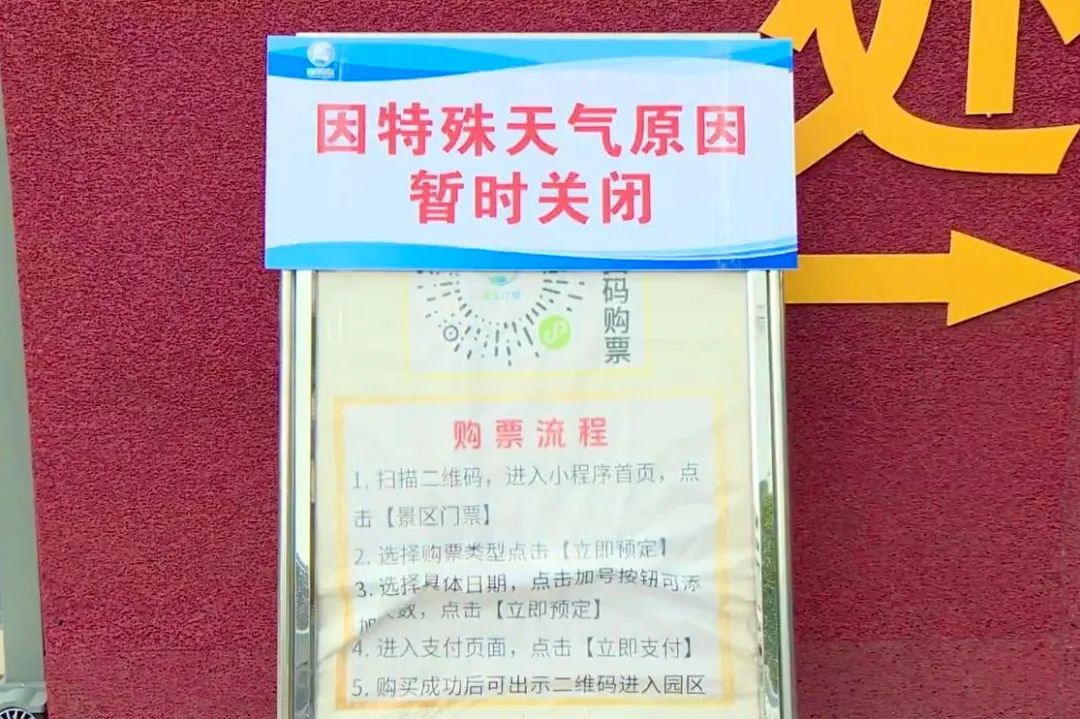 处
因特殊天气原因
暂时关闭
码购票
购票流程
1. 扫描二维码，进入小程序首页，点
击【景区门票】
2. 选择购票类型点击【立即预定】
3. 选择具体日期，点击加号按钮可添
加人数，点击【立即预定】
4. 进入支付页面，点击【立即支付】
5. 购买成功后可出示二维码进入园区